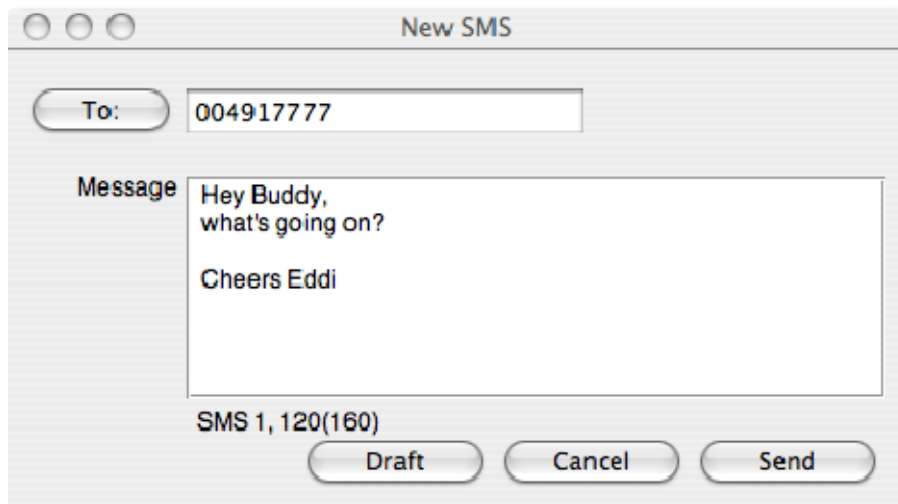 New SMS
To: 004917777
Message
Hey Buddy,
what's going on?
Cheers Eddi
SMS 1, 120(160)
Draft Cancel Send